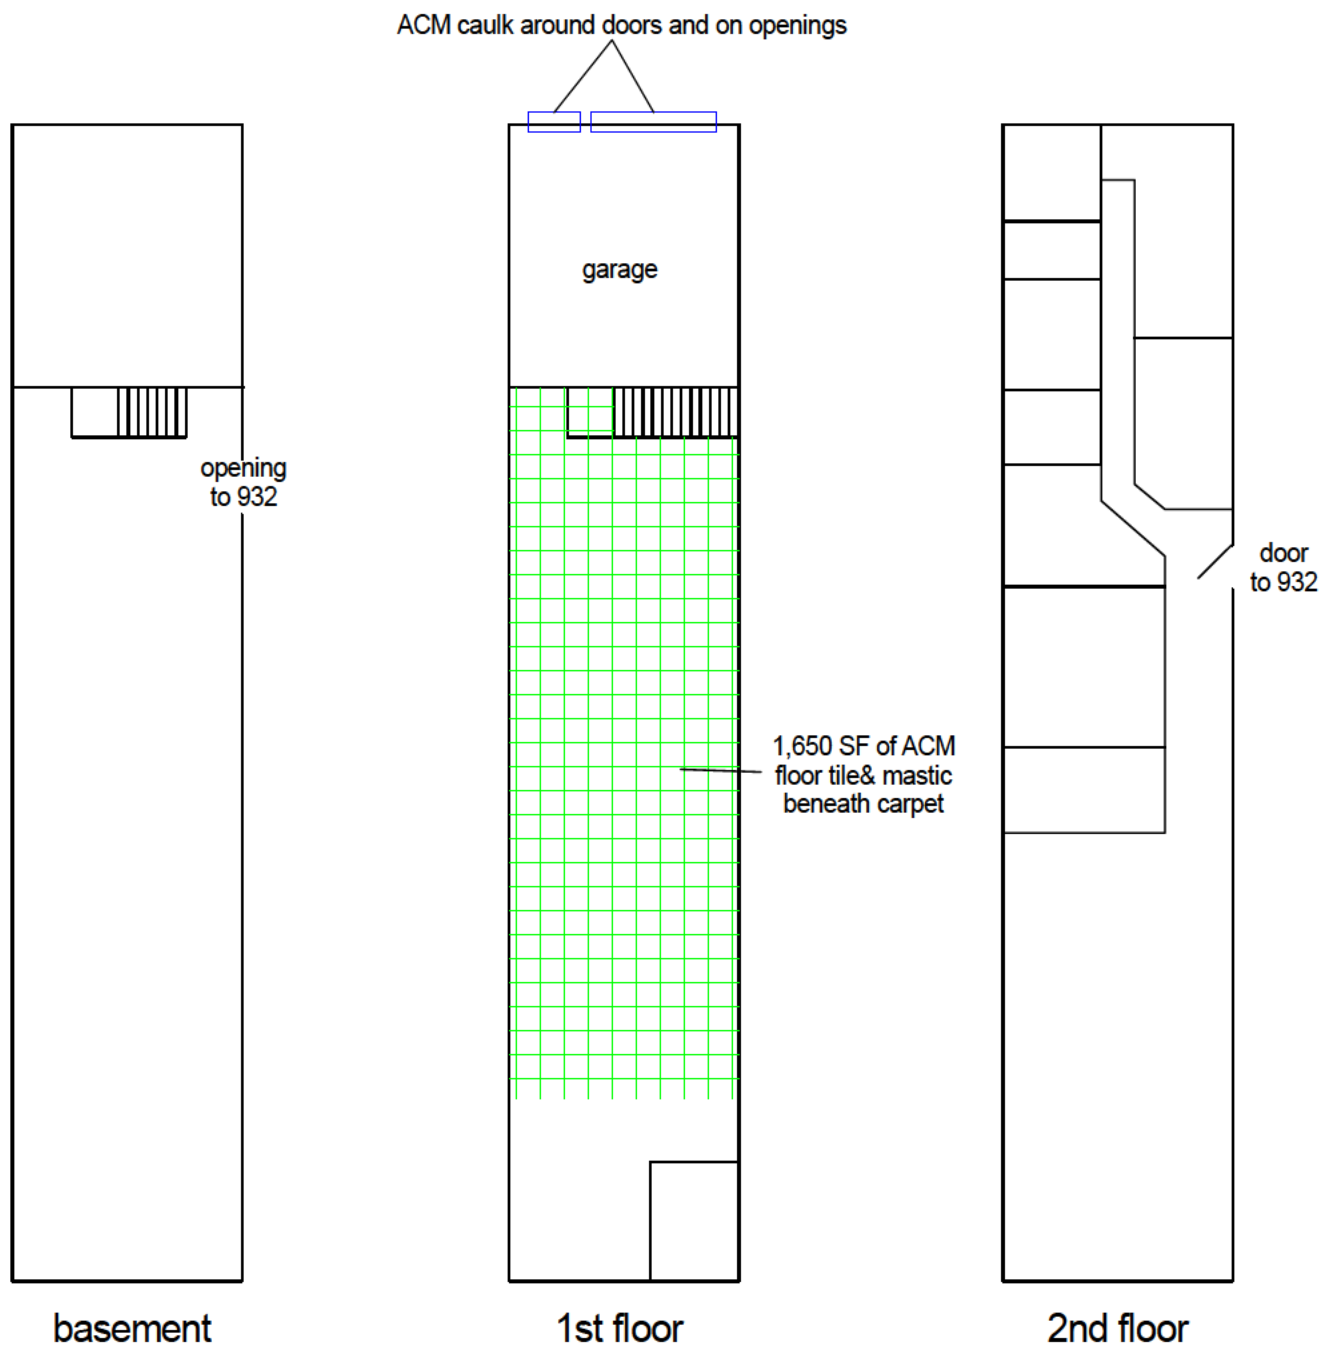 ACM caulk around doors and on openings
garage
opening
to 932
door
to 932
1,650 SF of ACM
floor tile& mastic
beneath carpet
basement
1st floor
2nd floor